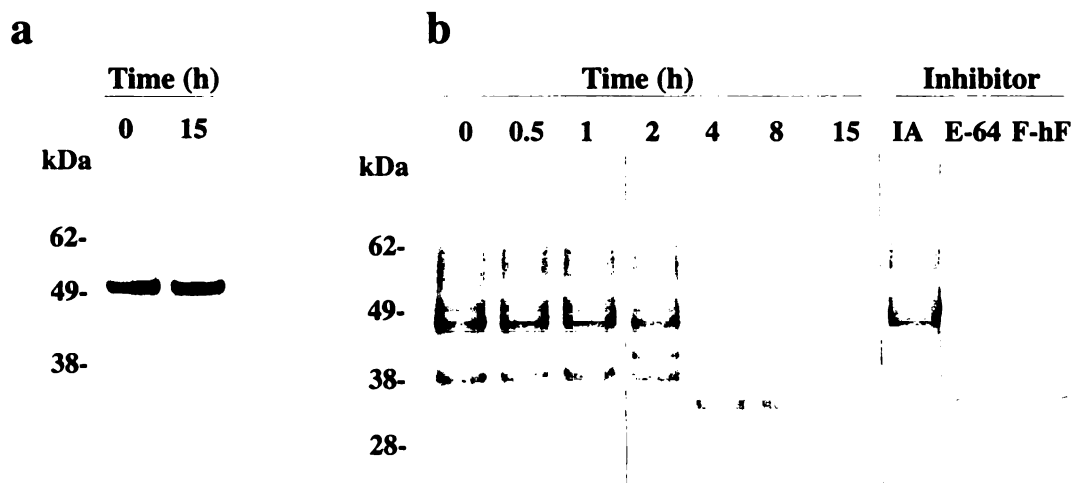 a
Time (h)
0 15
kDa
62-
49-
38-
b
Time (h) Inhibitor
0 0.5 1 2 4 8 15 IA E-64 F-hF
kDa
62-
49-
38-
28-